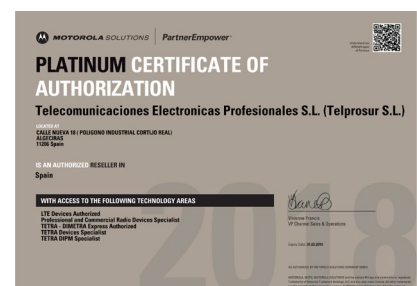 MOTOROLA SOLUTIONS
PartnerEmpower
PLATINUM CERTIFICATE OF
AUTHORIZATION
Telecomunicaciones Electronicas Profesionales S.L. (Telprosur S.L.)
LOCATED AT
CALLE NUEVA 18 ( POLIGONO INDUSTRIAL CORTIJO REAL)
ALGECIRAS
11206 Spain
IS AN AUTHORIZED RESELLER IN
Spain
WITH ACCESS TO THE FOLLOWING TECHNOLOGY AREAS
LTE Devices Authorized
Professional and Commercial Radio Devices Specialist
TETRA - DIMETRA Express Authorized
TETRA Devices Specialist
TETRA DIPM Specialist
Vivienne Francis
VP Channel Sales & Operations
2018